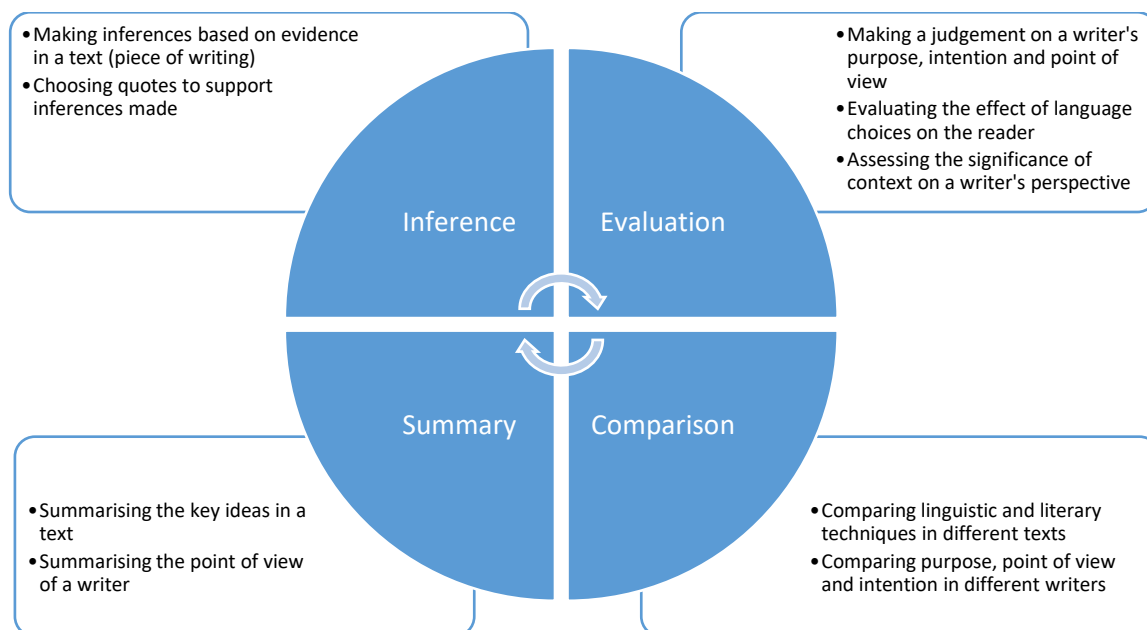 •Making inferences based on evidence
in a text (piece of writing)
•Choosing quotes to support
inferences made
•Making a judgement on a writer's
purpose, intention and point of
view
•Evaluating the effect of language
choices on the reader
•Assessing the significance of
context on a writer's perspective
Inference
Evaluation
Summary
Comparison
•Summarising the key ideas in a
text
•Summarising the point of view
of a writer
•Comparing linguistic and literary
techniques in different texts
•Comparing purpose, point of view
and intention in different writers